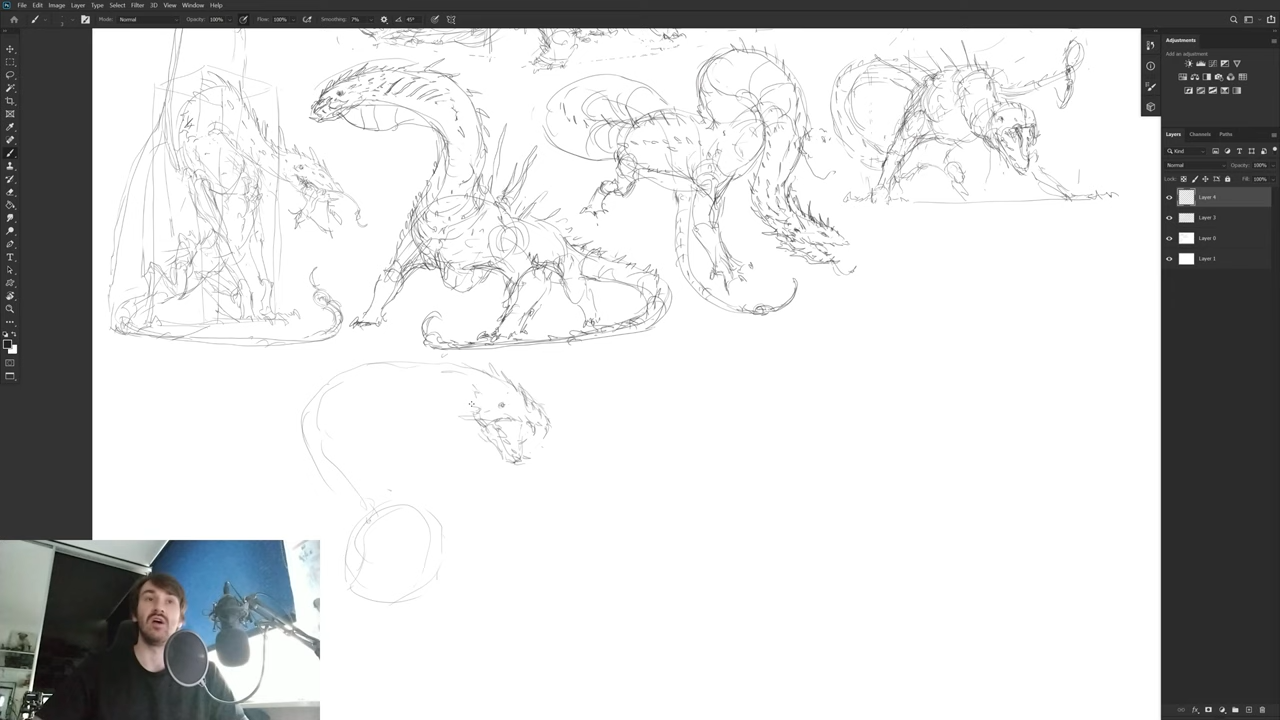 File Edit Image Layer Type Select Filter 3D View Window Help
Mode: Normal Opacity: 100% Flow: 100% Smoothing: 7% 45°
Adjustments
Add an adjustment
Layers Channels Paths
Kind
Normal Opacity: 100%
Lock: Fill: 100%
Layer 4
Layer 3
Layer 0
Layer 1